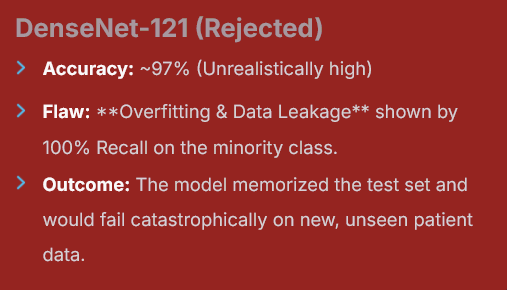 DenseNet-121 (Rejected)
Accuracy: ~97% (Unrealistically high)
Flaw: **Overfitting & Data Leakage** shown by
100% Recall on the minority class.
Outcome: The model memorized the test set and
would fail catastrophically on new, unseen patient
data.